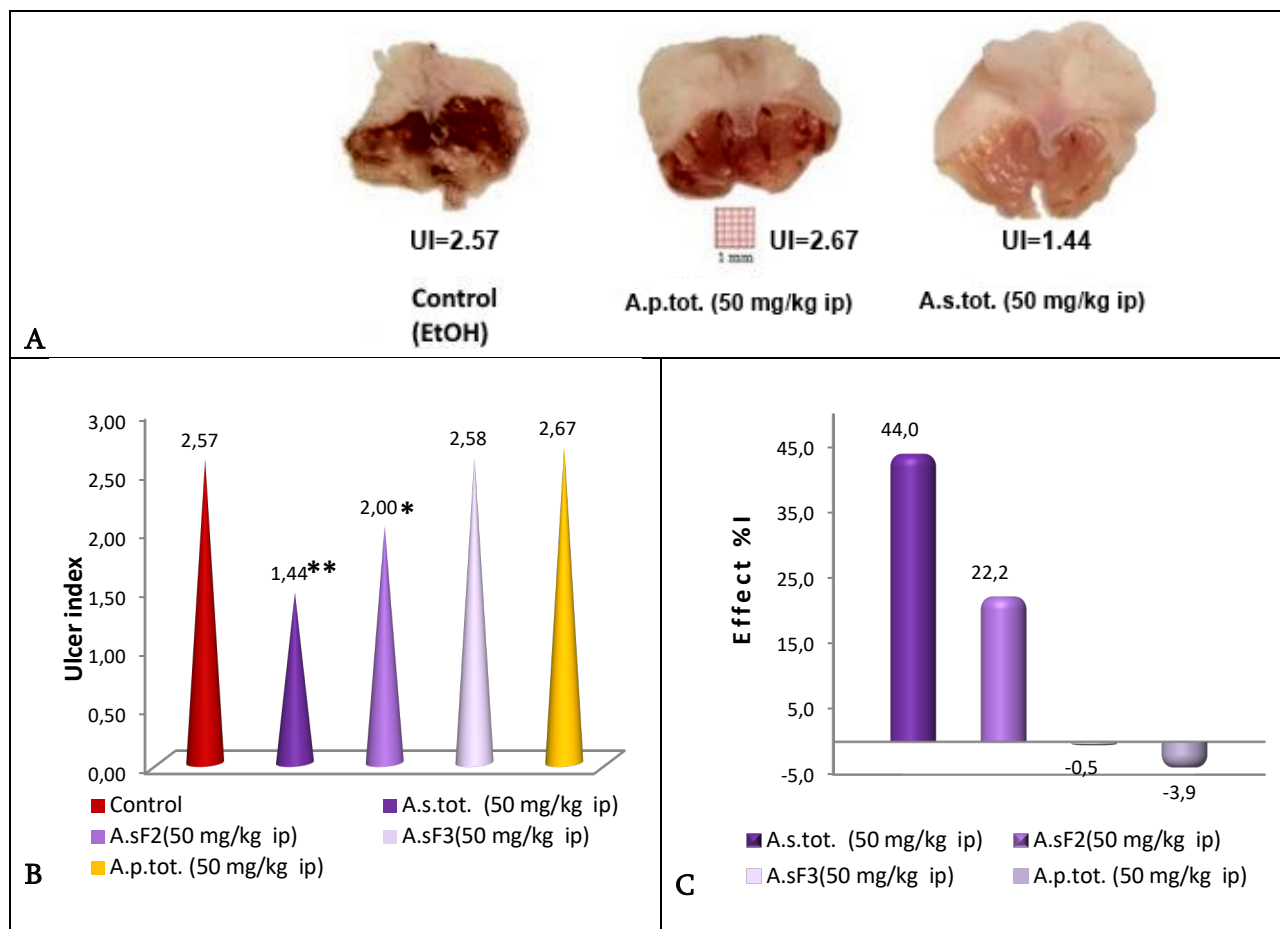 UI=2.57
UI=2.67
UI=1.44
1 mm
Control
(EtOH)
A.p.tot. (50 mg/kg ip)
A.s.tot. (50 mg/kg ip)
A
3,00
2,50
2,00
1,50
1,00
0,50
0,00
Ulcer index
2,57
1,44**
2,00*
2,58
2,67
Control
A.s.tot. (50 mg/kg ip)
A.sF2(50 mg/kg ip)
A.sF3(50 mg/kg ip)
A.p.tot. (50 mg/kg ip)
B
45,0
35,0
25,0
15,0
5,0
-5,0
Effect %I
44,0
22,2
-0,5
-3,9
A.s.tot. (50 mg/kg ip)
A.sF2(50 mg/kg ip)
A.sF3(50 mg/kg ip)
A.p.tot. (50 mg/kg ip)
C